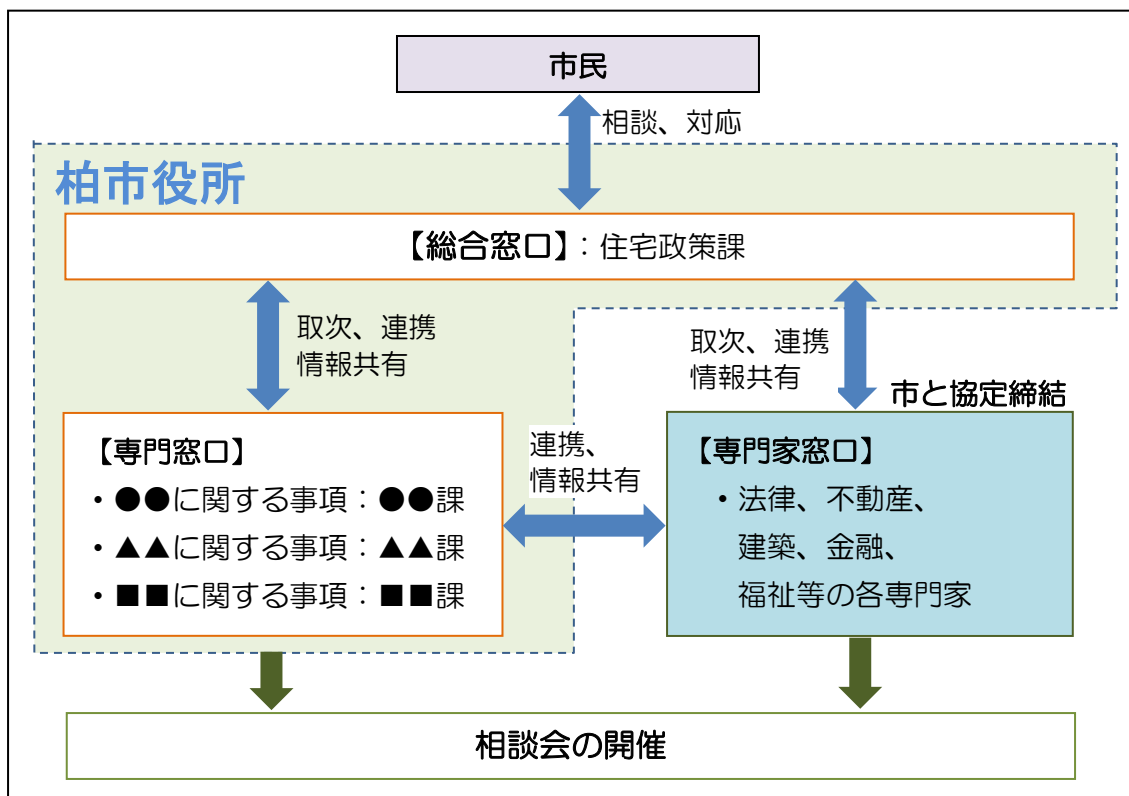 市民
相談、対応
柏市役所
【総合窓口】：住宅政策課
取次、連携
情報共有
取次、連携
情報共有
市と協定締結
【専門窓口】
・●●に関する事項：●●課
・▲▲に関する事項：▲▲課
・■■に関する事項：■■課
連携、
情報共有
【専門家窓口】
・法律、不動産、
建築、金融、
福祉等の各専門家
相談会の開催